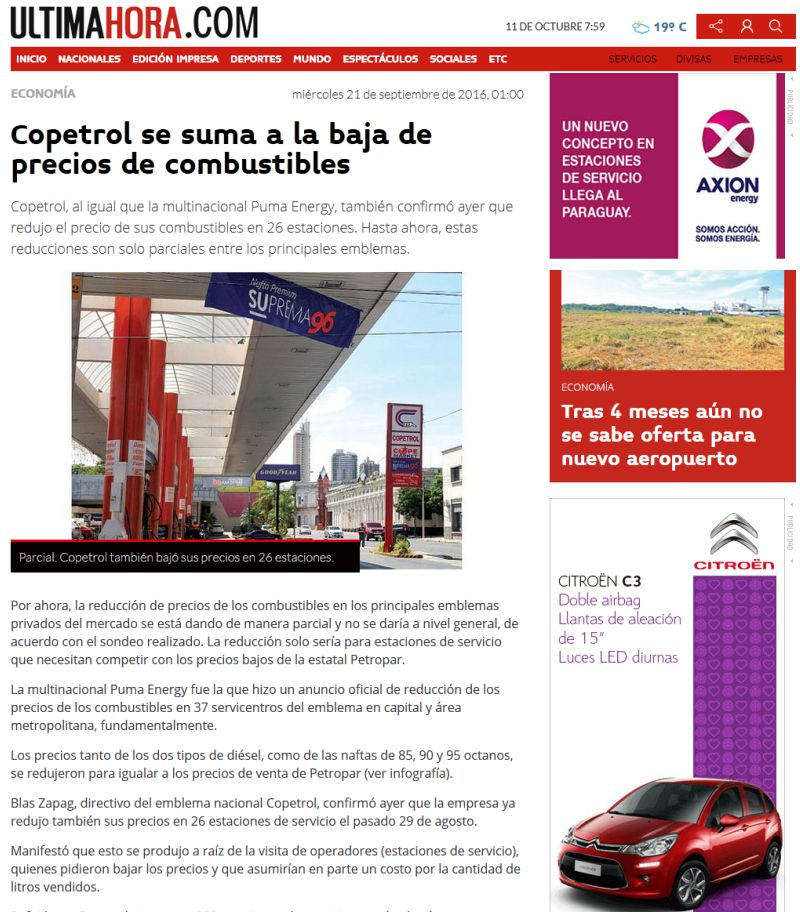 ULTIMAHORA.COM
11 DE OCTUBRE 7:59
19º C
INICIO NACIONALES EDICIÓN IMPRESA DEPORTES MUNDO ESPECTÁCULOS SOCIALES ETC SERVICIOS DIVISAS EMPRESAS
ECONOMÍA
miércoles 21 de septiembre de 2016, 01:00
Copetrol se suma a la baja de
precios de combustibles
Copetrol, al igual que la multinacional Puma Energy, también confirmó ayer que
redujo el precio de sus combustibles en 26 estaciones. Hasta ahora, estas
reducciones son solo parciales entre los principales emblemas.
Nafta Premium
SUPREMA 96
COPETROL
MARKET
SUPREMA 96
GOODYEAR
Parcial. Copetrol también bajó sus precios en 26 estaciones.
Por ahora, la reducción de precios de los combustibles en los principales emblemas
privados del mercado se está dando de manera parcial y no se daría a nivel general, de
acuerdo con el sondeo realizado. La reducción solo sería para estaciones de servicio
que necesitan competir con los precios bajos de la estatal Petropar.
La multinacional Puma Energy fue la que hizo un anuncio oficial de reducción de los
precios de los combustibles en 37 servicentros del emblema en capital y área
metropolitana, fundamentalmente.
Los precios tanto de los dos tipos de diésel, como de las naftas de 85, 90 y 95 octanos,
se redujeron para igualar a los precios de venta de Petropar (ver infografía).
Blas Zapag, directivo del emblema nacional Copetrol, confirmó ayer que la empresa ya
redujo también sus precios en 26 estaciones de servicio el pasado 29 de agosto.
Manifestó que esto se produjo a raíz de la visita de operadores (estaciones de servicio),
quienes pidieron bajar los precios y que asumirían en parte un costo por la cantidad de
litros vendidos.
UN NUEVO
CONCEPTO EN
ESTACIONES
DE SERVICIO
LLEGA AL
PARAGUAY.
AXION
energy
SOMOS ACCIÓN.
SOMOS ENERGÍA.
PUBLICIDAD
ECONOMÍA
Tras 4 meses aún no
se sabe oferta para
nuevo aeropuerto
PUBLICIDAD
CITROËN
CITROËN C3
Doble airbag
Llantas de aleación
de 15"
Luces LED diurnas